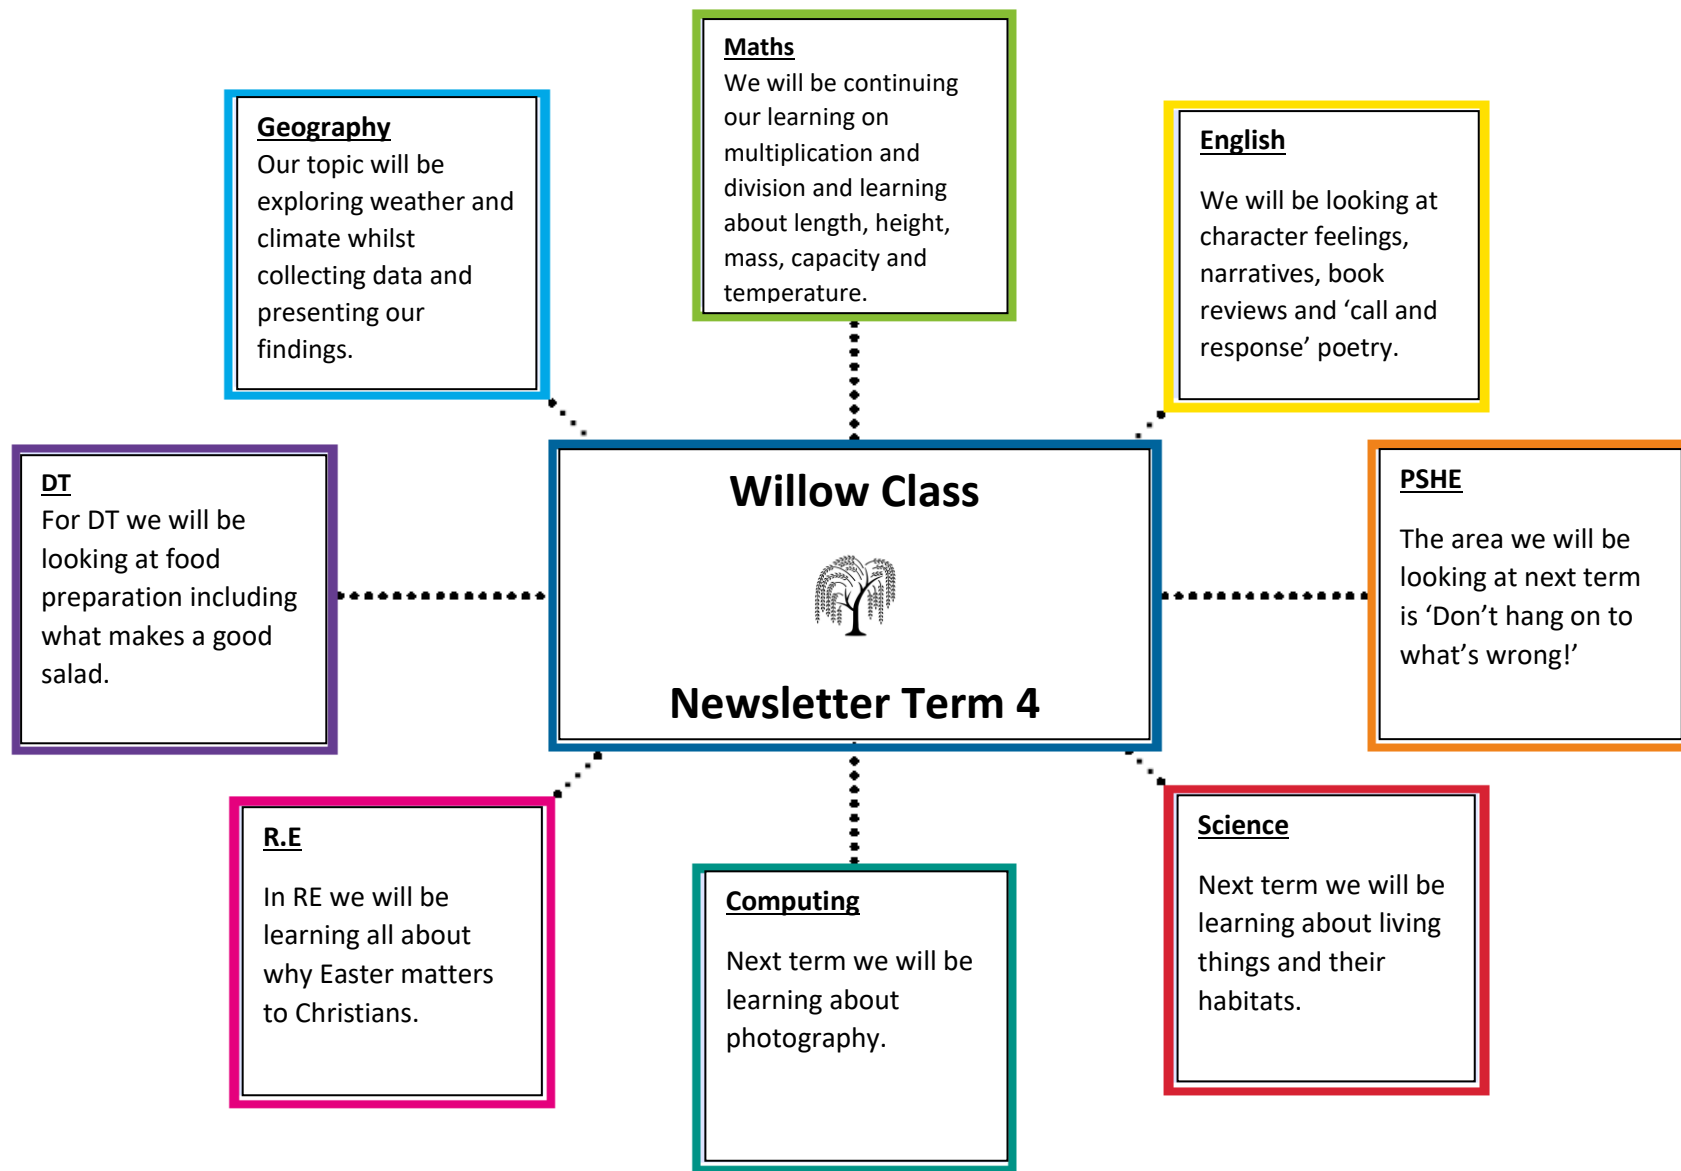 Maths
We will be continuing
our learning on
multiplication and
division and learning
about length, height,
mass, capacity and
temperature.
Geography
Our topic will be
exploring weather and
climate whilst
collecting data and
presenting our
findings.
English
We will be looking at
character feelings,
narratives, book
reviews and ‘call and
response’ poetry.
DT
For DT we will be
looking at food
preparation including
what makes a good
salad.
Willow Class
Newsletter Term 4
PSHE
The area we will be
looking at next term
is ‘Don’t hang on to
what’s wrong!’
R.E
In RE we will be
learning all about
why Easter matters
to Christians.
Computing
Next term we will be
learning about
photography.
Science
Next term we will be
learning about living
things and their
habitats.